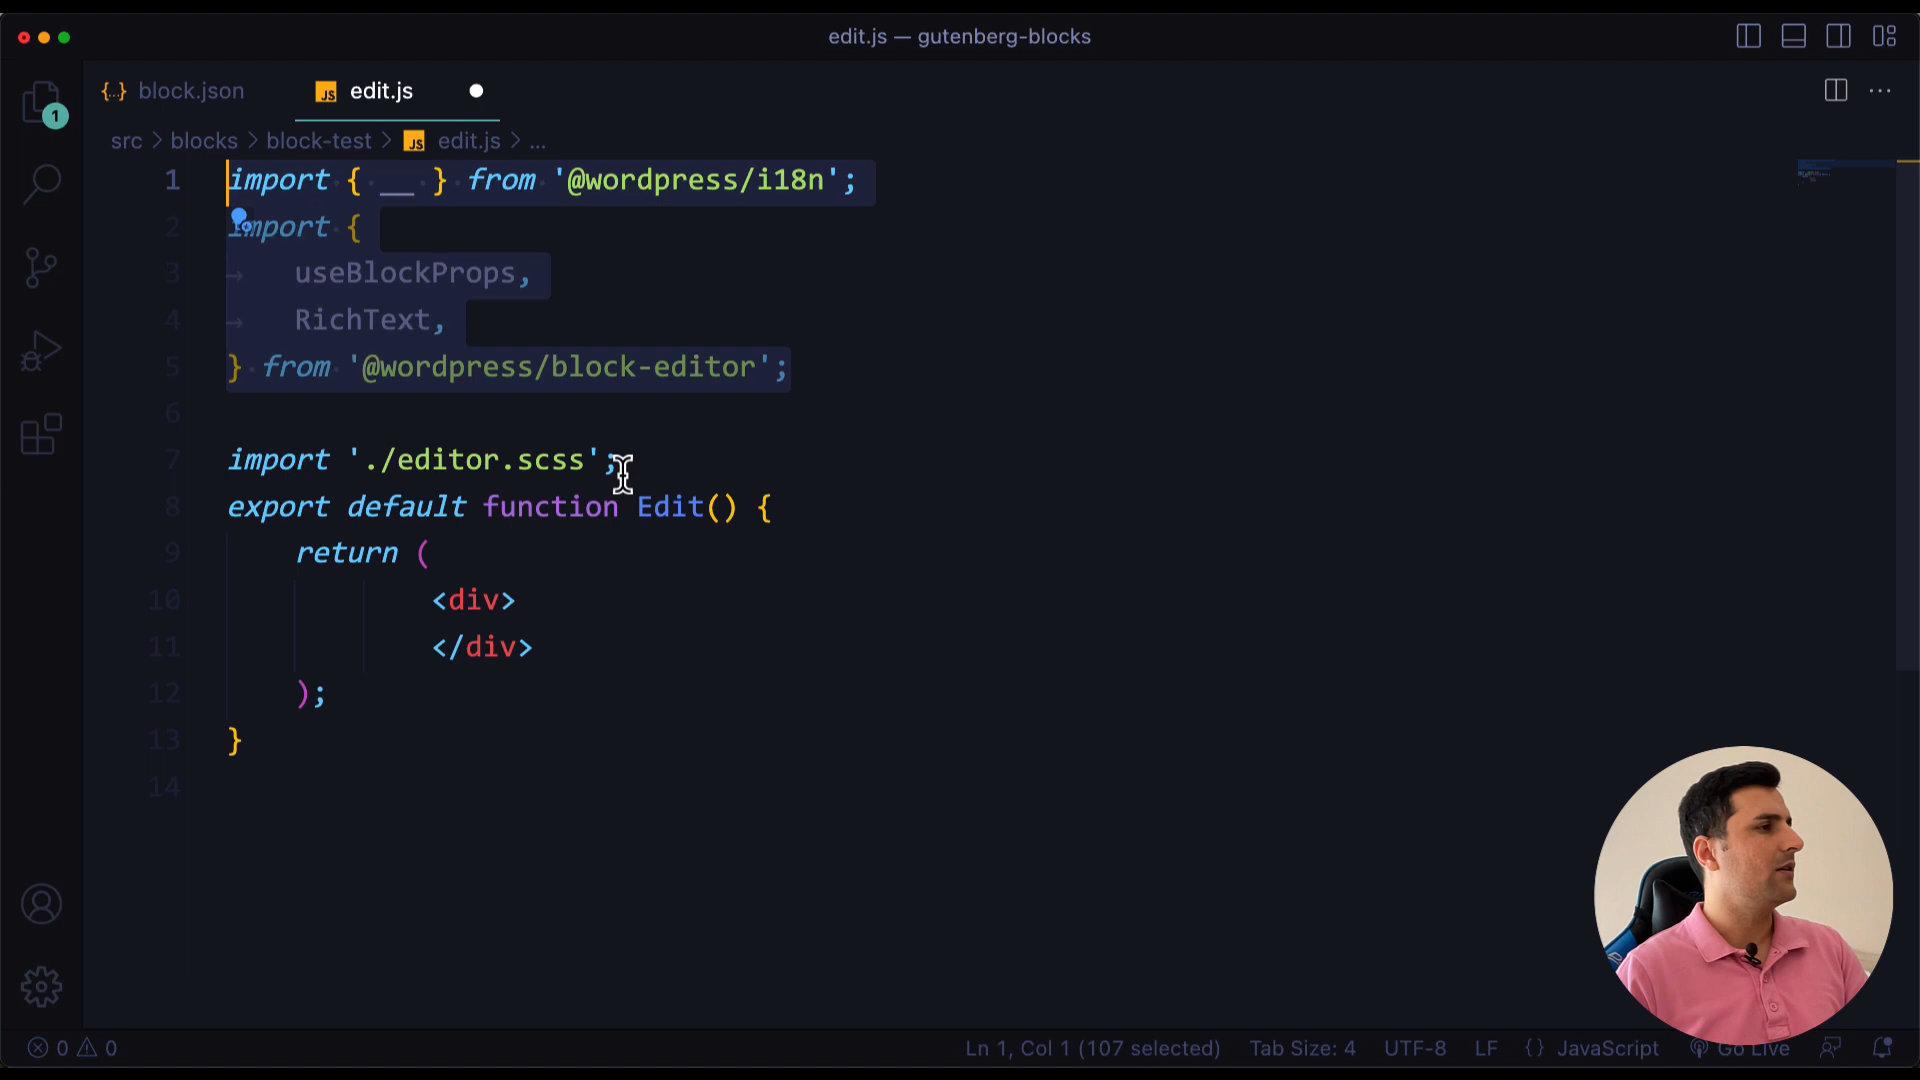 edit.js — gutenberg-blocks
{..} block.json
JS edit.js
1
src > blocks > block-test > JS edit.js > ...
1 import { __ } from '@wordpress/i18n';
2 import {
3 → useBlockProps,
4 → RichText,
5 } from '@wordpress/block-editor';
6
7 import './editor.scss';
8 export default function Edit() {
9 return (
10 <div>
11 </div>
12 );
13 }
14
0 0 Ln 1, Col 1 (107 selected) Tab Size: 4 UTF-8 LF {} JavaScript Go Live